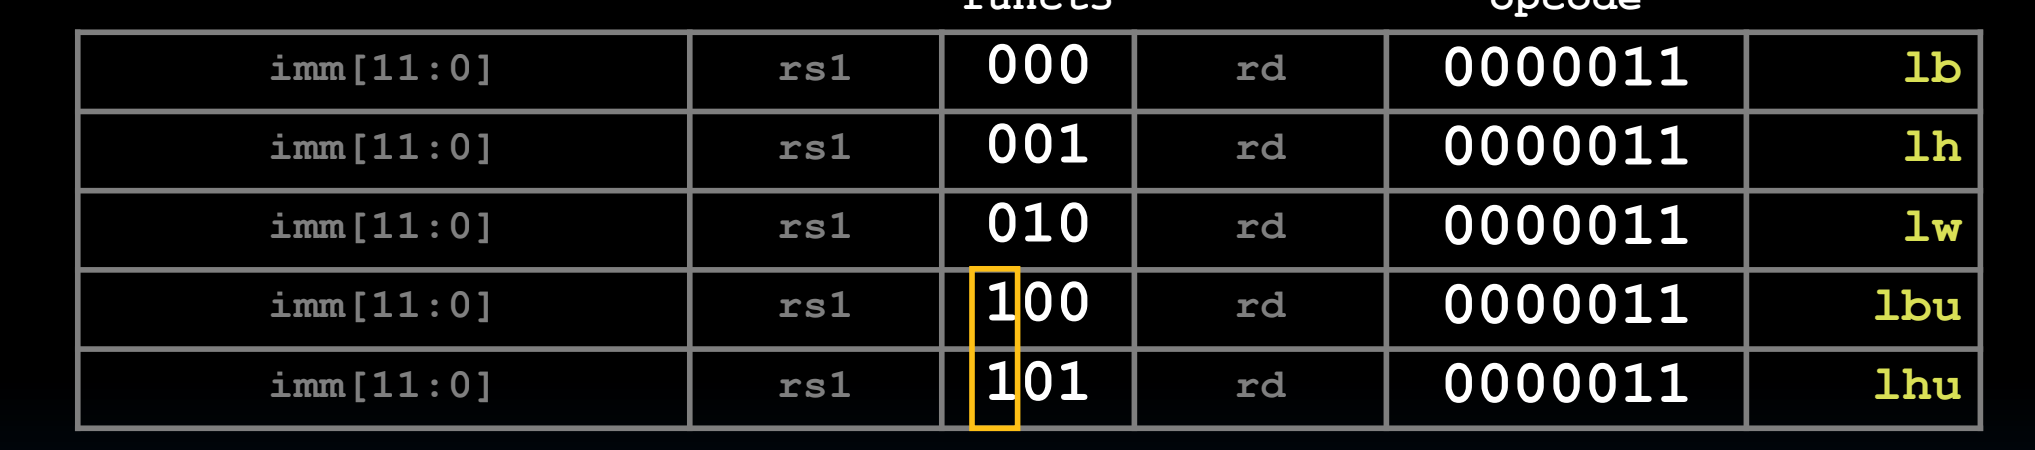 funct3 opcode
imm[11:0] rs1 000 rd 0000011 lb
imm[11:0] rs1 001 rd 0000011 lh
imm[11:0] rs1 010 rd 0000011 lw
imm[11:0] rs1 100 rd 0000011 lbu
imm[11:0] rs1 101 rd 0000011 lhu